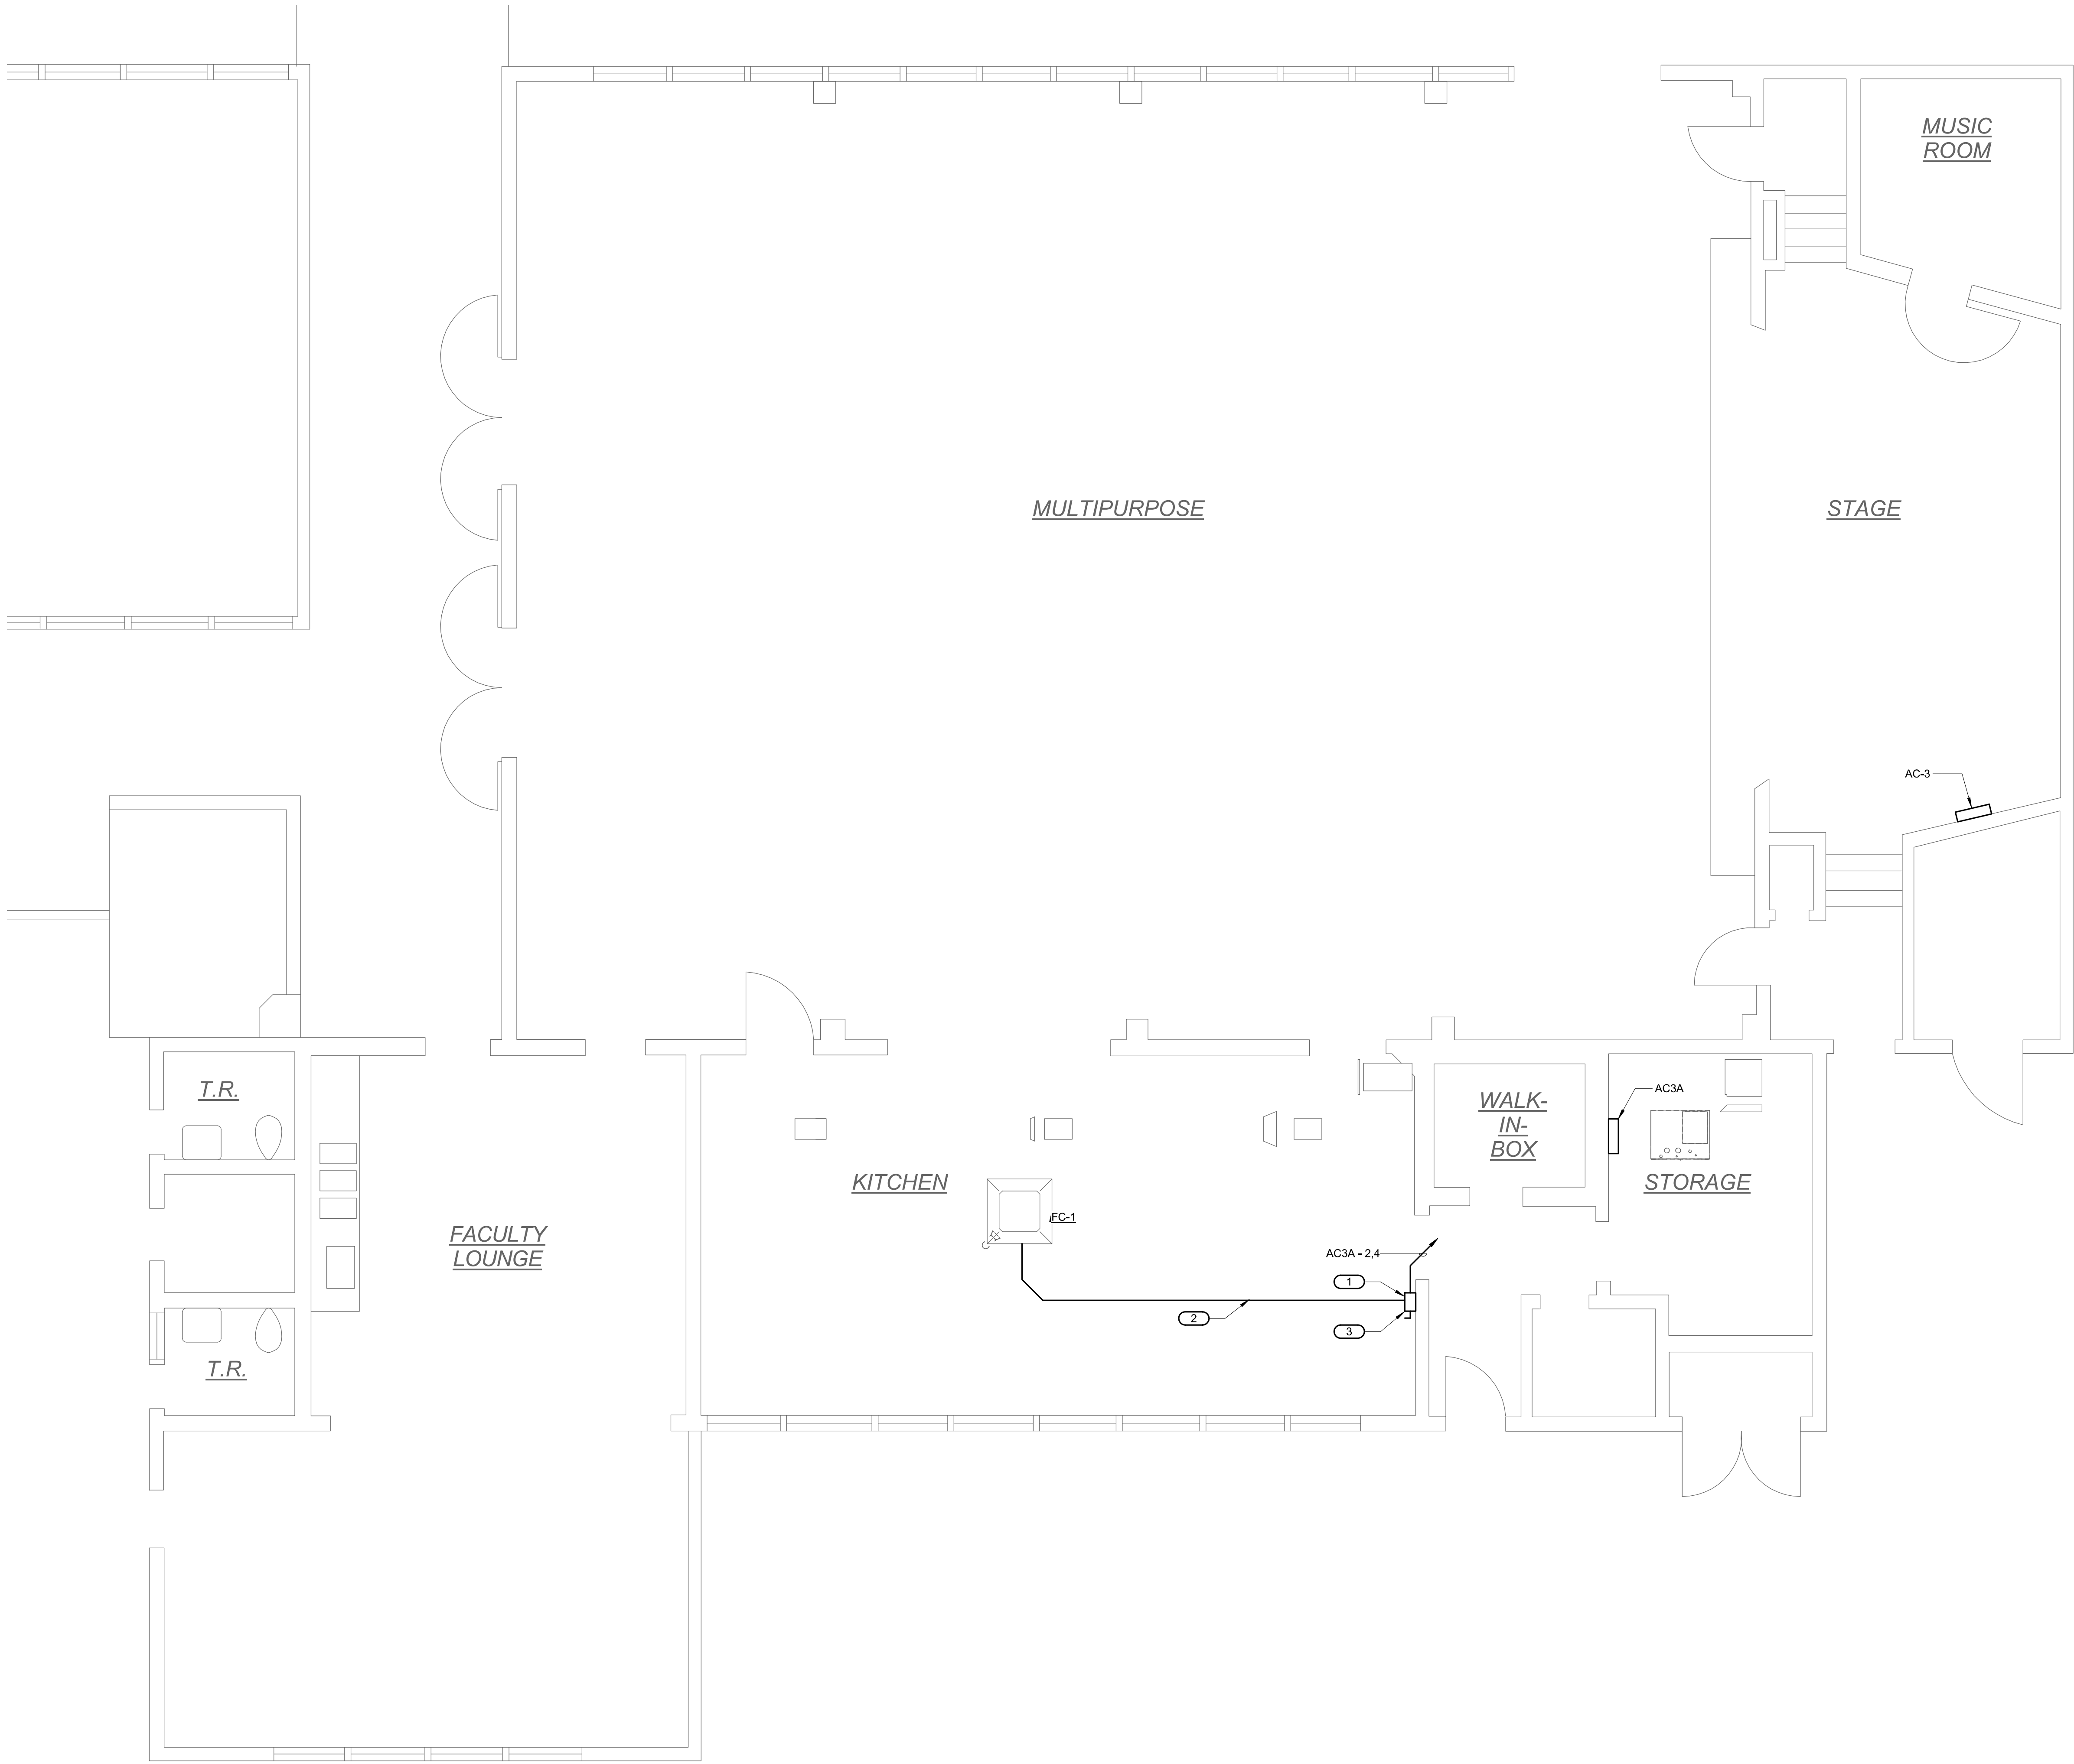 MUSIC
ROOM
MULTIPURPOSE
STAGE
AC-3
T.R.
WALK-
IN-
BOX
AC3A
KITCHEN
STORAGE
FC-1
FACULTY
LOUNGE
AC3A - 2,4
1
2
3
T.R.